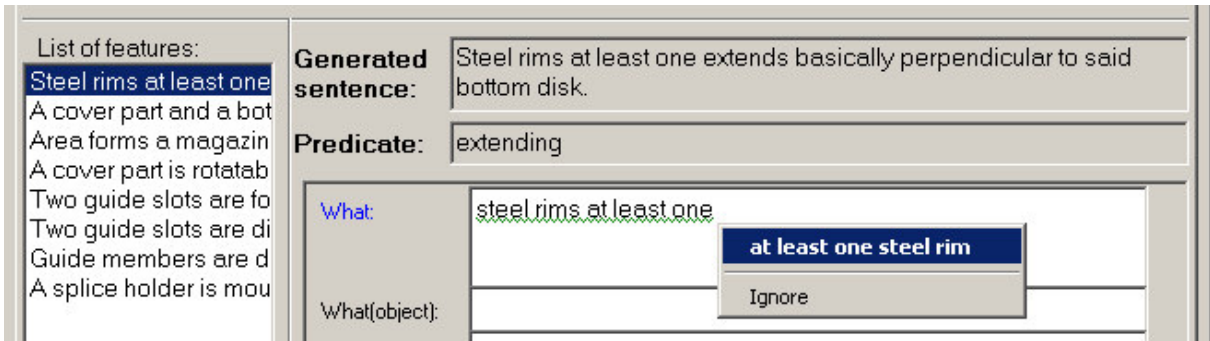 List of features:
Steel rims at least one
A cover part and a bot
Area forms a magazin
A cover part is rotatab
Two guide slots are fo
Two guide slots are di
Guide members are d
A splice holder is mou
Generated sentence:
Steel rims at least one extends basically perpendicular to said
bottom disk.
Predicate:
extending
What:
steel rims at least one
at least one steel rim
Ignore
What(object):